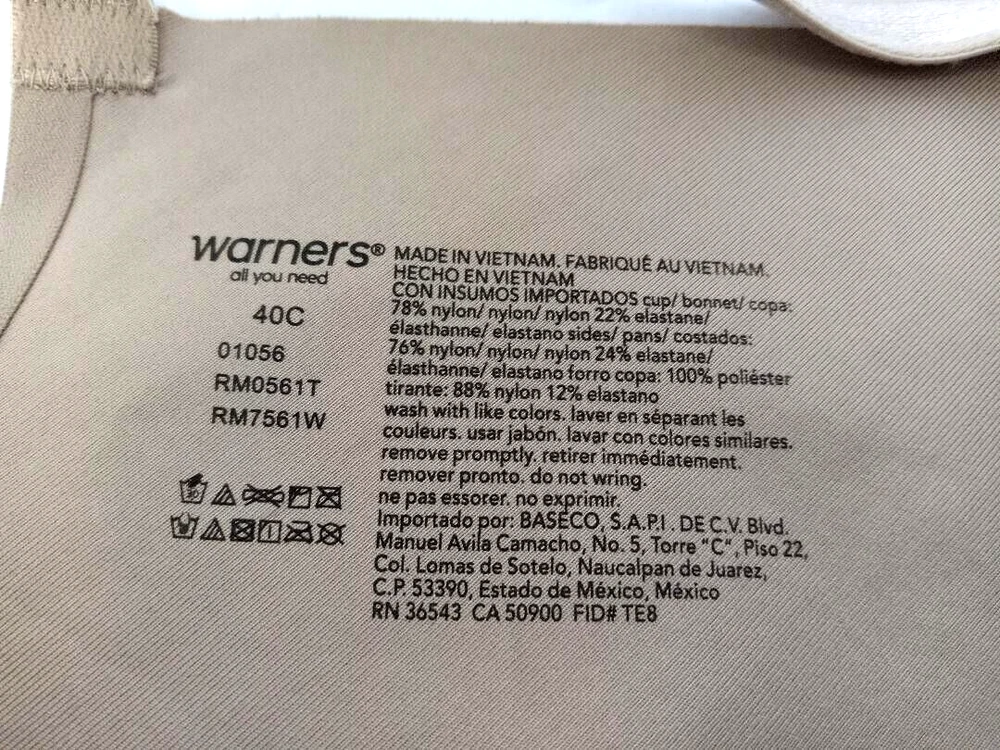 warners®
all you need
40C
01056
RM0561T
RM7561W
MADE IN VIETNAM. FABRIQUÉ AU VIETNAM.
HECHO EN VIETNAM
CON INSUMOS IMPORTADOS cup/ bonnet/ copa:
78% nylon/ nylon/ nylon 22% elastane/
élasthanne/ elastano sides/ pans/ costados:
76% nylon/ nylon/ nylon 24% elastane/
élasthanne/ elastano forro copa: 100% poliéster
tirante: 88% nylon 12% elastano
wash with like colors. laver en séparant les
couleurs. usar jabón. lavar con colores similares.
remove promptly. retirer immédiatement.
remover pronto. do not wring.
ne pas essorer. no exprimir.
Importado por: BASECO, S.A.P.I . DE C.V. Blvd.
Manuel Avila Camacho, No. 5, Torre "C", Piso 22,
Col. Lomas de Sotelo, Naucalpan de Juarez,
C.P. 53390, Estado de México, México
RN 36543 CA 50900 FID# TE8